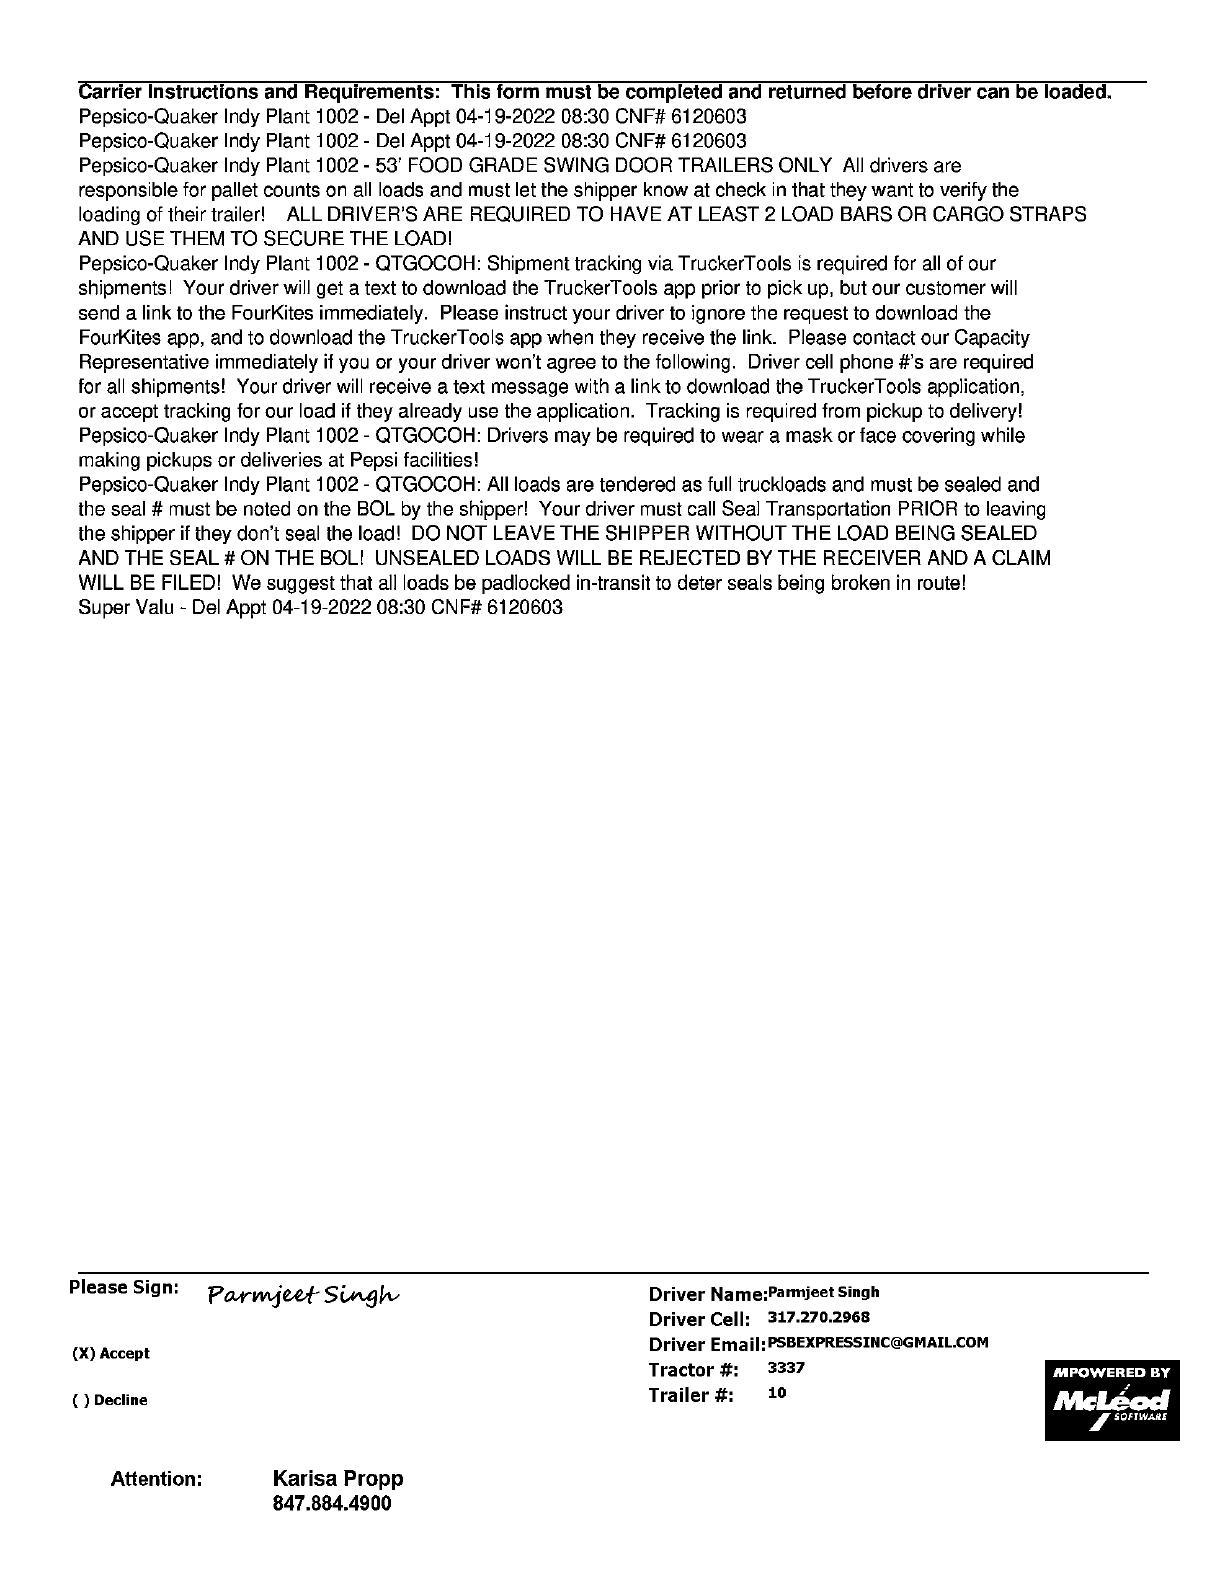 Carrier Instructions and Requirements:  This form must be completed and returned before driver can be loaded.
Pepsico-Quaker Indy Plant 1002 - Del Appt 04-19-2022 08:30 CNF# 6120603
Pepsico-Quaker Indy Plant 1002 - Del Appt 04-19-2022 08:30 CNF# 6120603
Pepsico-Quaker Indy Plant 1002 - 53' FOOD GRADE SWING DOOR TRAILERS ONLY  All drivers are
responsible for pallet counts on all loads and must let the shipper know at check in that they want to verify the
loading of their trailer!   ALL DRIVER'S ARE REQUIRED TO HAVE AT LEAST 2 LOAD BARS OR CARGO STRAPS
AND USE THEM TO SECURE THE LOAD!
Pepsico-Quaker Indy Plant 1002 - QTGOCOH: Shipment tracking via TruckerTools is required for all of our
shipments!  Your driver will get a text to download the TruckerTools app prior to pick up, but our customer will
send a link to the FourKites immediately.  Please instruct your driver to ignore the request to download the
FourKites app, and to download the TruckerTools app when they receive the link.  Please contact our Capacity
Representative immediately if you or your driver won't agree to the following.  Driver cell phone #'s are required
for all shipments!  Your driver will receive a text message with a link to download the TruckerTools application,
or accept tracking for our load if they already use the application.  Tracking is required from pickup to delivery!
Pepsico-Quaker Indy Plant 1002 - QTGOCOH: Drivers may be required to wear a mask or face covering while
making pickups or deliveries at Pepsi facilities!
Pepsico-Quaker Indy Plant 1002 - QTGOCOH: All loads are tendered as full truckloads and must be sealed and
the seal # must be noted on the BOL by the shipper!  Your driver must call Seal Transportation PRIOR to leaving
the shipper if they don't seal the load!  DO NOT LEAVE THE SHIPPER WITHOUT THE LOAD BEING SEALED
AND THE SEAL # ON THE BOL!  UNSEALED LOADS WILL BE REJECTED BY THE RECEIVER AND A CLAIM
WILL BE FILED!  We suggest that all loads be padlocked in-transit to deter seals being broken in route!
Super Valu - Del Appt 04-19-2022 08:30 CNF# 6120603
Please Sign: Parmjeet Singh
(X) Accept
( ) Decline
Driver Name: Parmjeet Singh
Driver Cell: 317.270.2968
Driver Email: PSBEXPRESSINC@GMAIL.COM
Tractor #: 3337
Trailer #: 10
MPOWERED BY
McLeod
SOFTWARE
Attention: Karisa Propp
847.884.4900